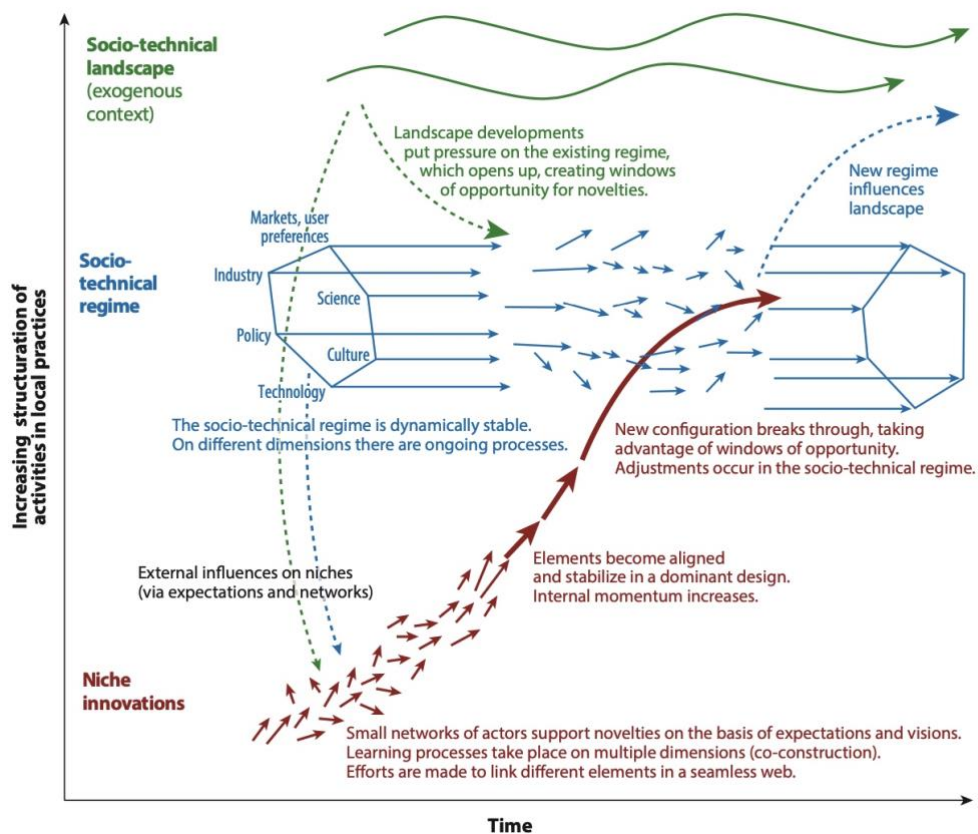 Socio-technical
landscape
(exogenous
context)
Landscape developments
put pressure on the existing regime,
which opens up, creating windows
of opportunity for novelties.
New regime
influences
landscape
Markets, user
preferences
Socio-
technical
regime
Industry
Science
Policy
Culture
Technology
The socio-technical regime is dynamically stable.
On different dimensions there are ongoing processes.
New configuration breaks through, taking
advantage of windows of opportunity.
Adjustments occur in the socio-technical regime.
Increasing structuration of
activities in local practices
External influences on niches
(via expectations and networks)
Elements become aligned
and stabilize in a dominant design.
Internal momentum increases.
Niche
innovations
Small networks of actors support novelties on the basis of expectations and visions.
Learning processes take place on multiple dimensions (co-construction).
Efforts are made to link different elements in a seamless web.
Time